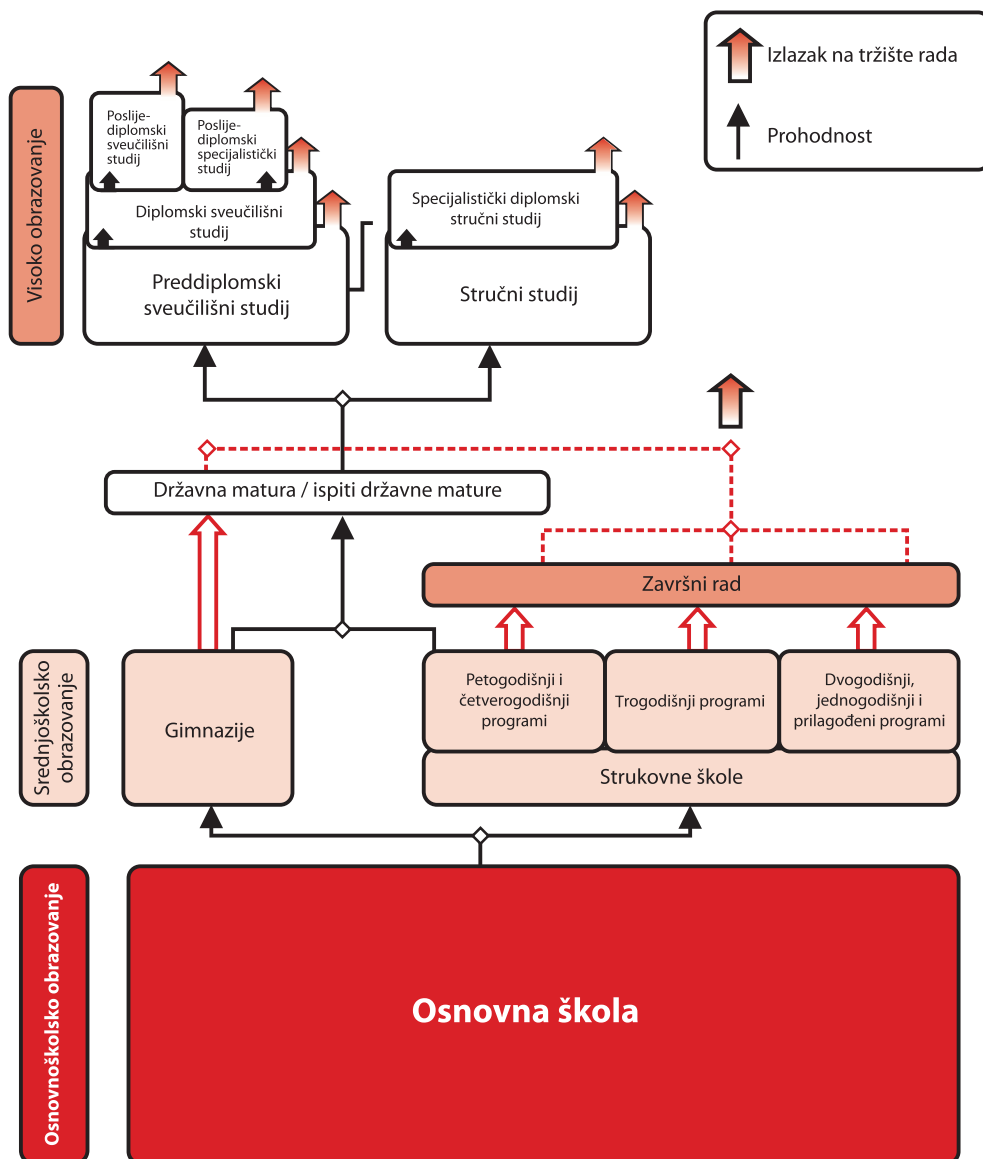 Izlazak na tržište rada
Prohodnost
Visoko obrazovanje
Poslije-
diplomski
sveučilišni
studij
Poslije-
diplomski
specijalistički
studij
Diplomski sveučilišni
studij
Preddiplomski
sveučilišni studij
Specijalistički diplomski
stručni studij
Stručni studij
Državna matura / ispiti državne mature
Završni rad
Srednjoškolsko
obrazovanje
Gimnazije
Petogodišnji i
četverogodišnji
programi
Trogodišnji programi
Dvogodišnji,
jednogodišnji i
prilagođeni programi
Strukovne škole
Osnovnoškolsko obrazovanje
Osnovna škola